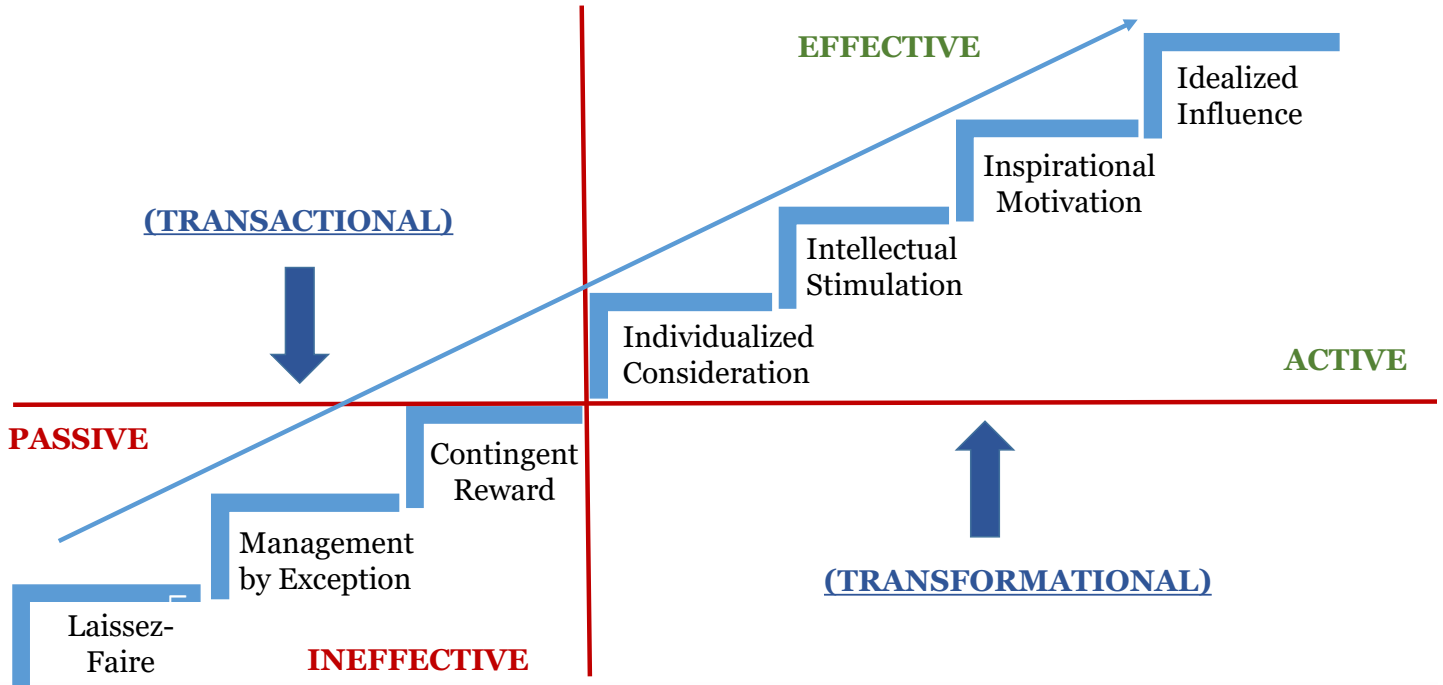 EFFECTIVE
Idealized
Influence
Inspirational
Motivation
(TRANSACTIONAL)
Intellectual
Stimulation
Individualized
Consideration
ACTIVE
PASSIVE
Contingent
Reward
Management
by Exception
(TRANSFORMATIONAL)
Laissez-
Faire
INEFFECTIVE